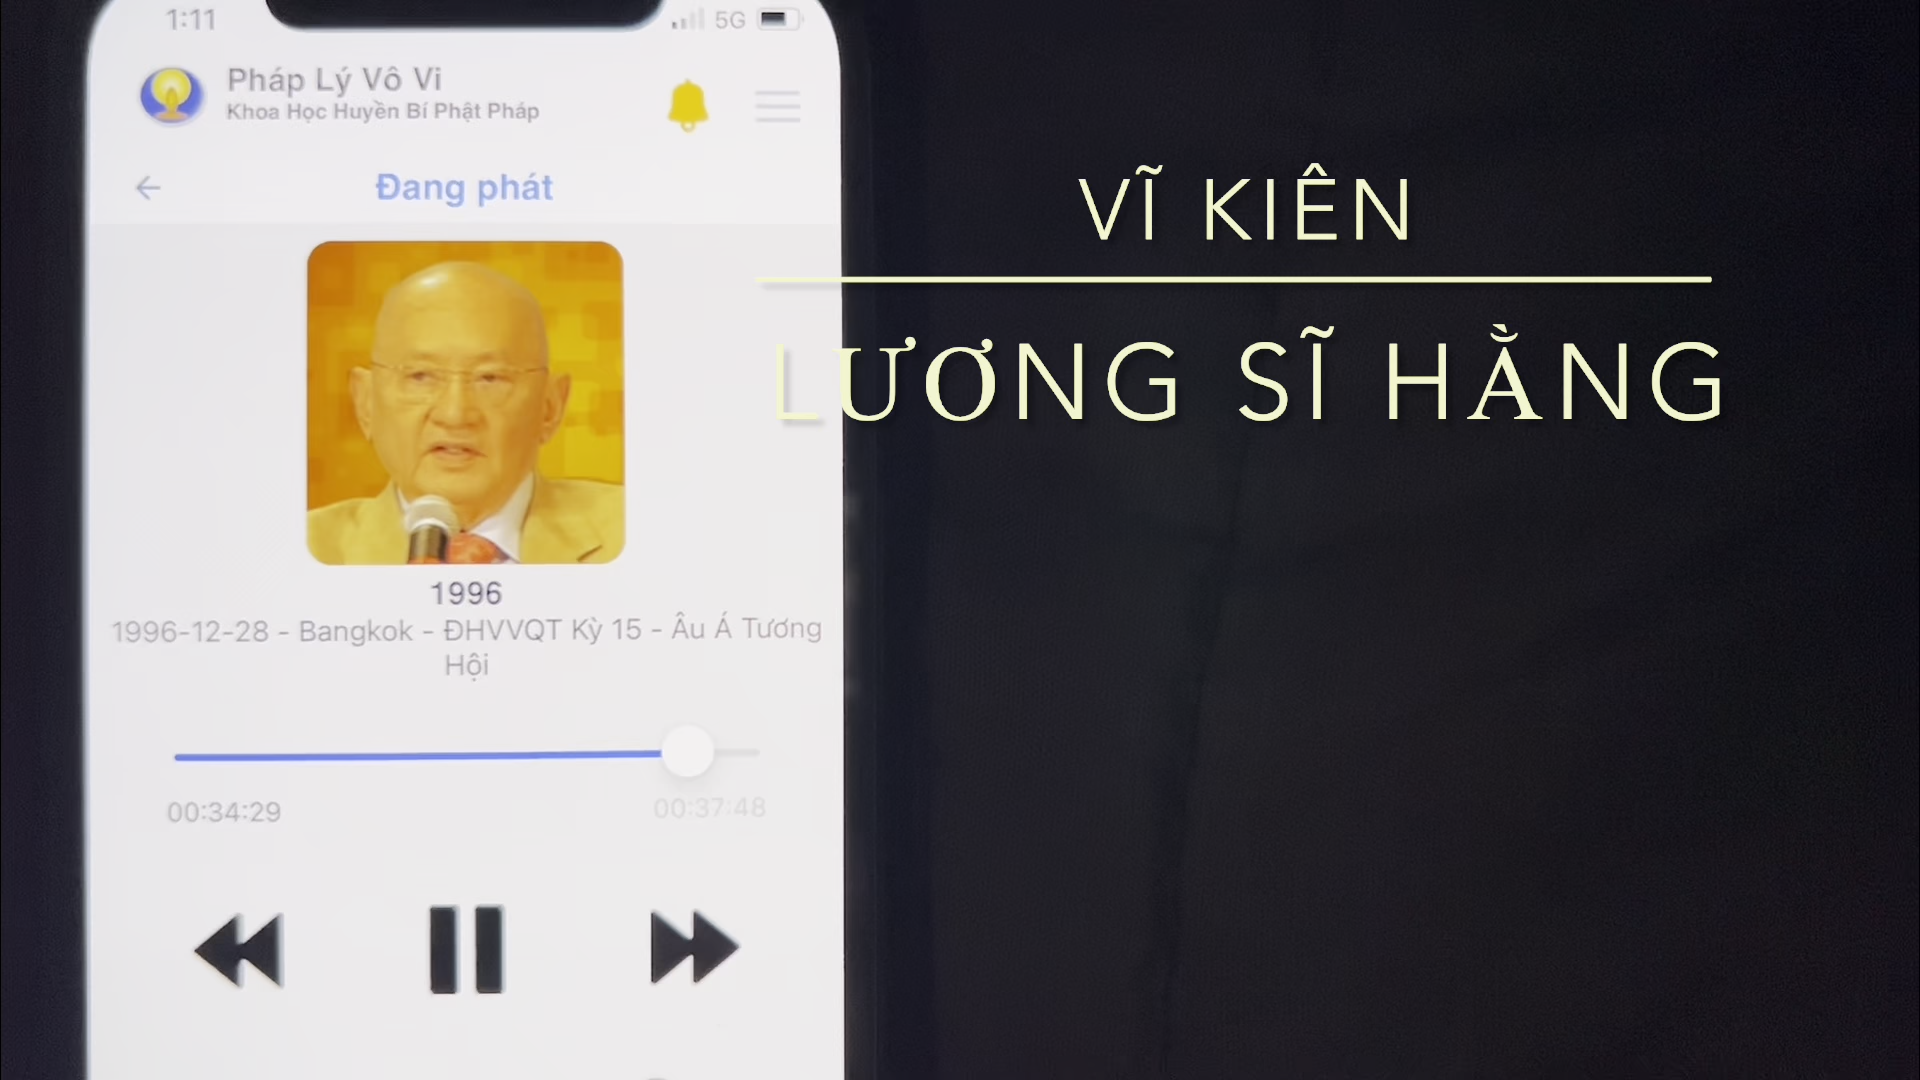 1:11
5G
Pháp Lý Vô Vi
Khoa Học Huyền Bí Phật Pháp
Đang phát
VĨ KIÊN
LƯƠNG SĨ HẰNG
1996
1996-12-28 - Bangkok - ĐHVVQT Kỳ 15 - Âu Á Tương
Hội
00:34:29
00:37:48